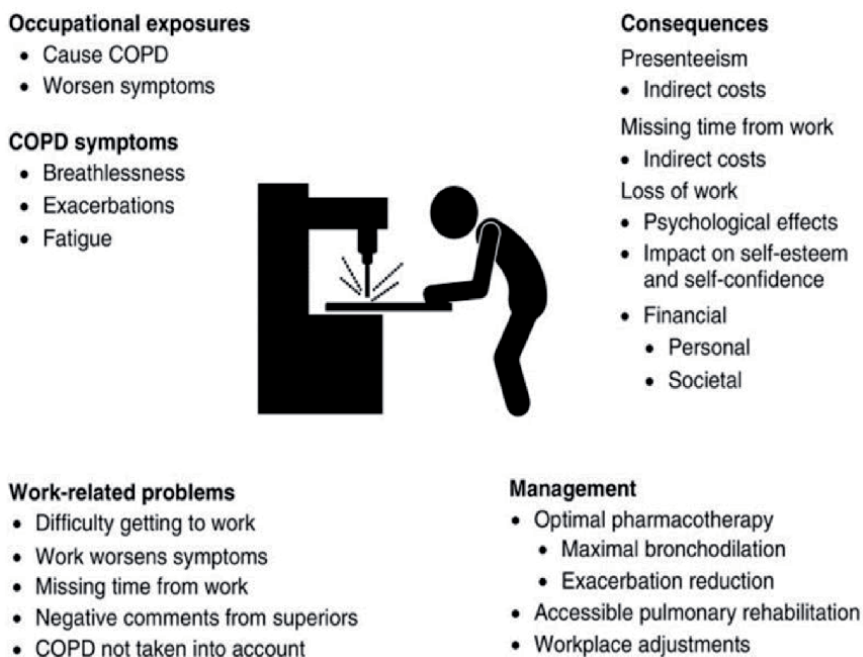 Occupational exposures
• Cause COPD
• Worsen symptoms
COPD symptoms
• Breathlessness
• Exacerbations
• Fatigue
Consequences
Presenteeism
• Indirect costs
Missing time from work
• Indirect costs
Loss of work
• Psychological effects
• Impact on self-esteem
and self-confidence
• Financial
• Personal
• Societal
Work-related problems
• Difficulty getting to work
• Work worsens symptoms
• Missing time from work
• Negative comments from superiors
• COPD not taken into account
Management
• Optimal pharmacotherapy
• Maximal bronchodilation
• Exacerbation reduction
• Accessible pulmonary rehabilitation
• Workplace adjustments